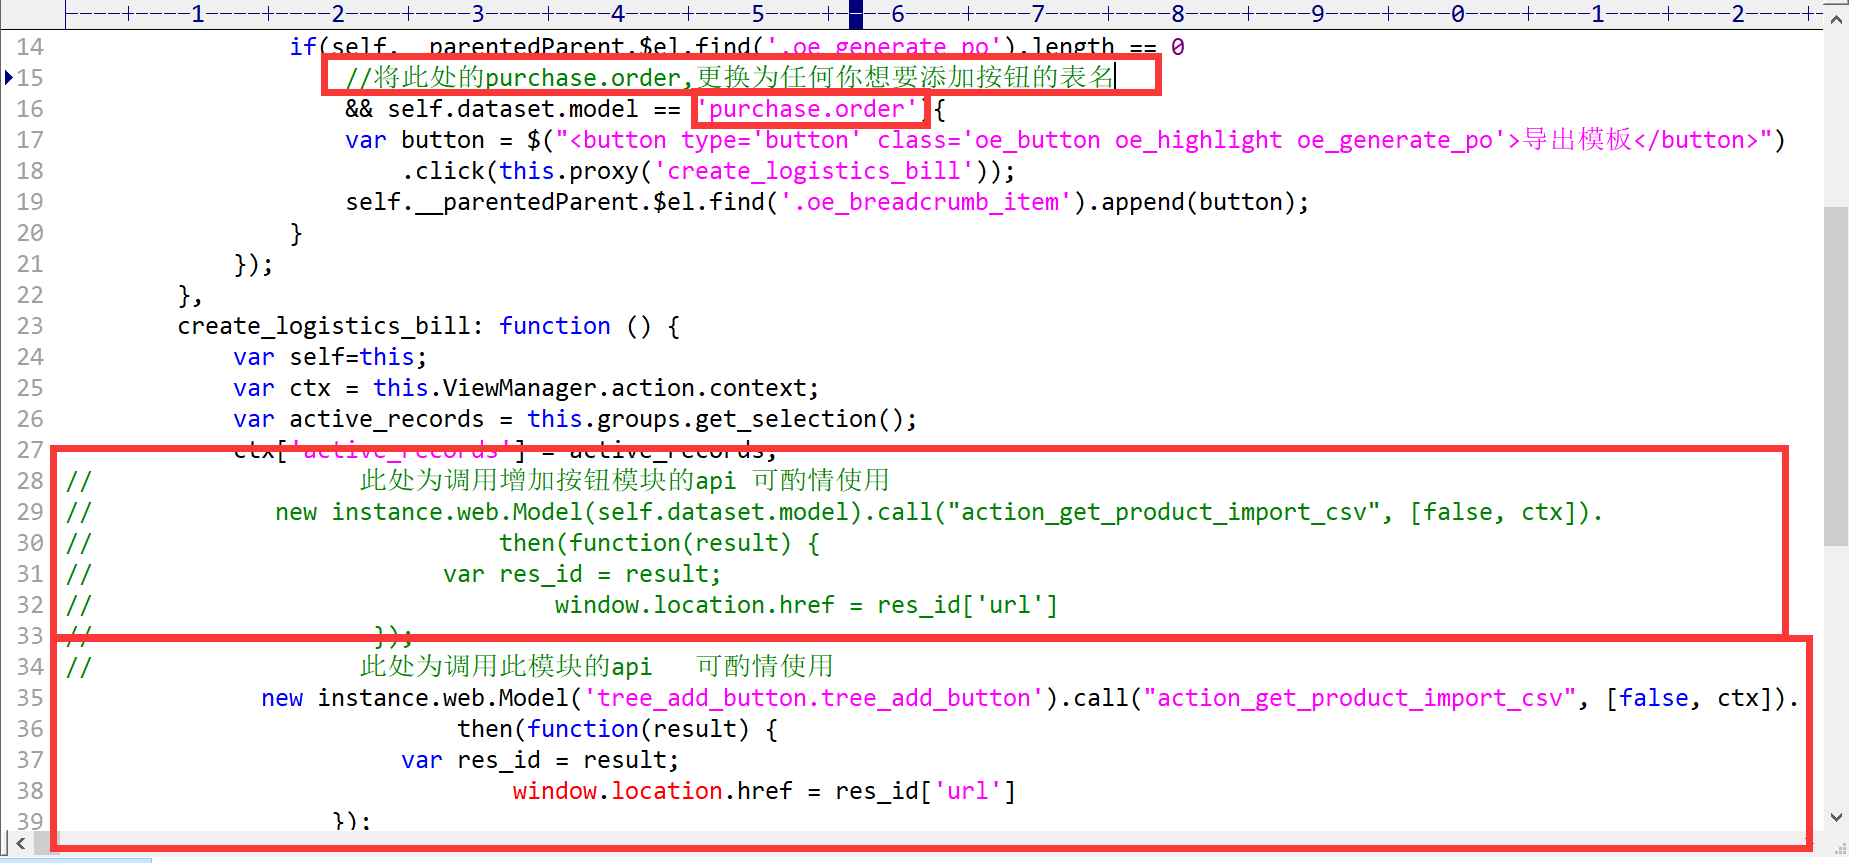 1 2 3 4 5 6 7 8 9 0 1 2
14 if(self.__parentedParent.$el.find('.oe_generate_po').length == 0
15 //将此处的purchase.order,更换为任何你想要添加按钮的表名
16 && self.dataset.model == 'purchase.order'){
17 var button = $("<button type='button' class='oe_button oe_highlight oe_generate_po'>导出模板</button>")
18 .click(this.proxy('create_logistics_bill'));
19 self.__parentedParent.$el.find('.oe_breadcrumb_item').append(button);
20 }
21 });
22 },
23 create_logistics_bill: function () {
24 var self=this;
25 var ctx = this.ViewManager.action.context;
26 var active_records = this.groups.get_selection();
27 ctx['active_records'] = active_records;
28 // 此处为调用增加按钮模块的api 可酌情使用
29 // new instance.web.Model(self.dataset.model).call("action_get_product_import_csv", [false, ctx]).
30 // then(function(result) {
31 // var res_id = result;
32 // window.location.href = res_id['url']
33 // });
34 // 此处为调用此模块的api 可酌情使用
35 new instance.web.Model('tree_add_button.tree_add_button').call("action_get_product_import_csv", [false, ctx]).
36 then(function(result) {
37 var res_id = result;
38 window.location.href = res_id['url']
39 });